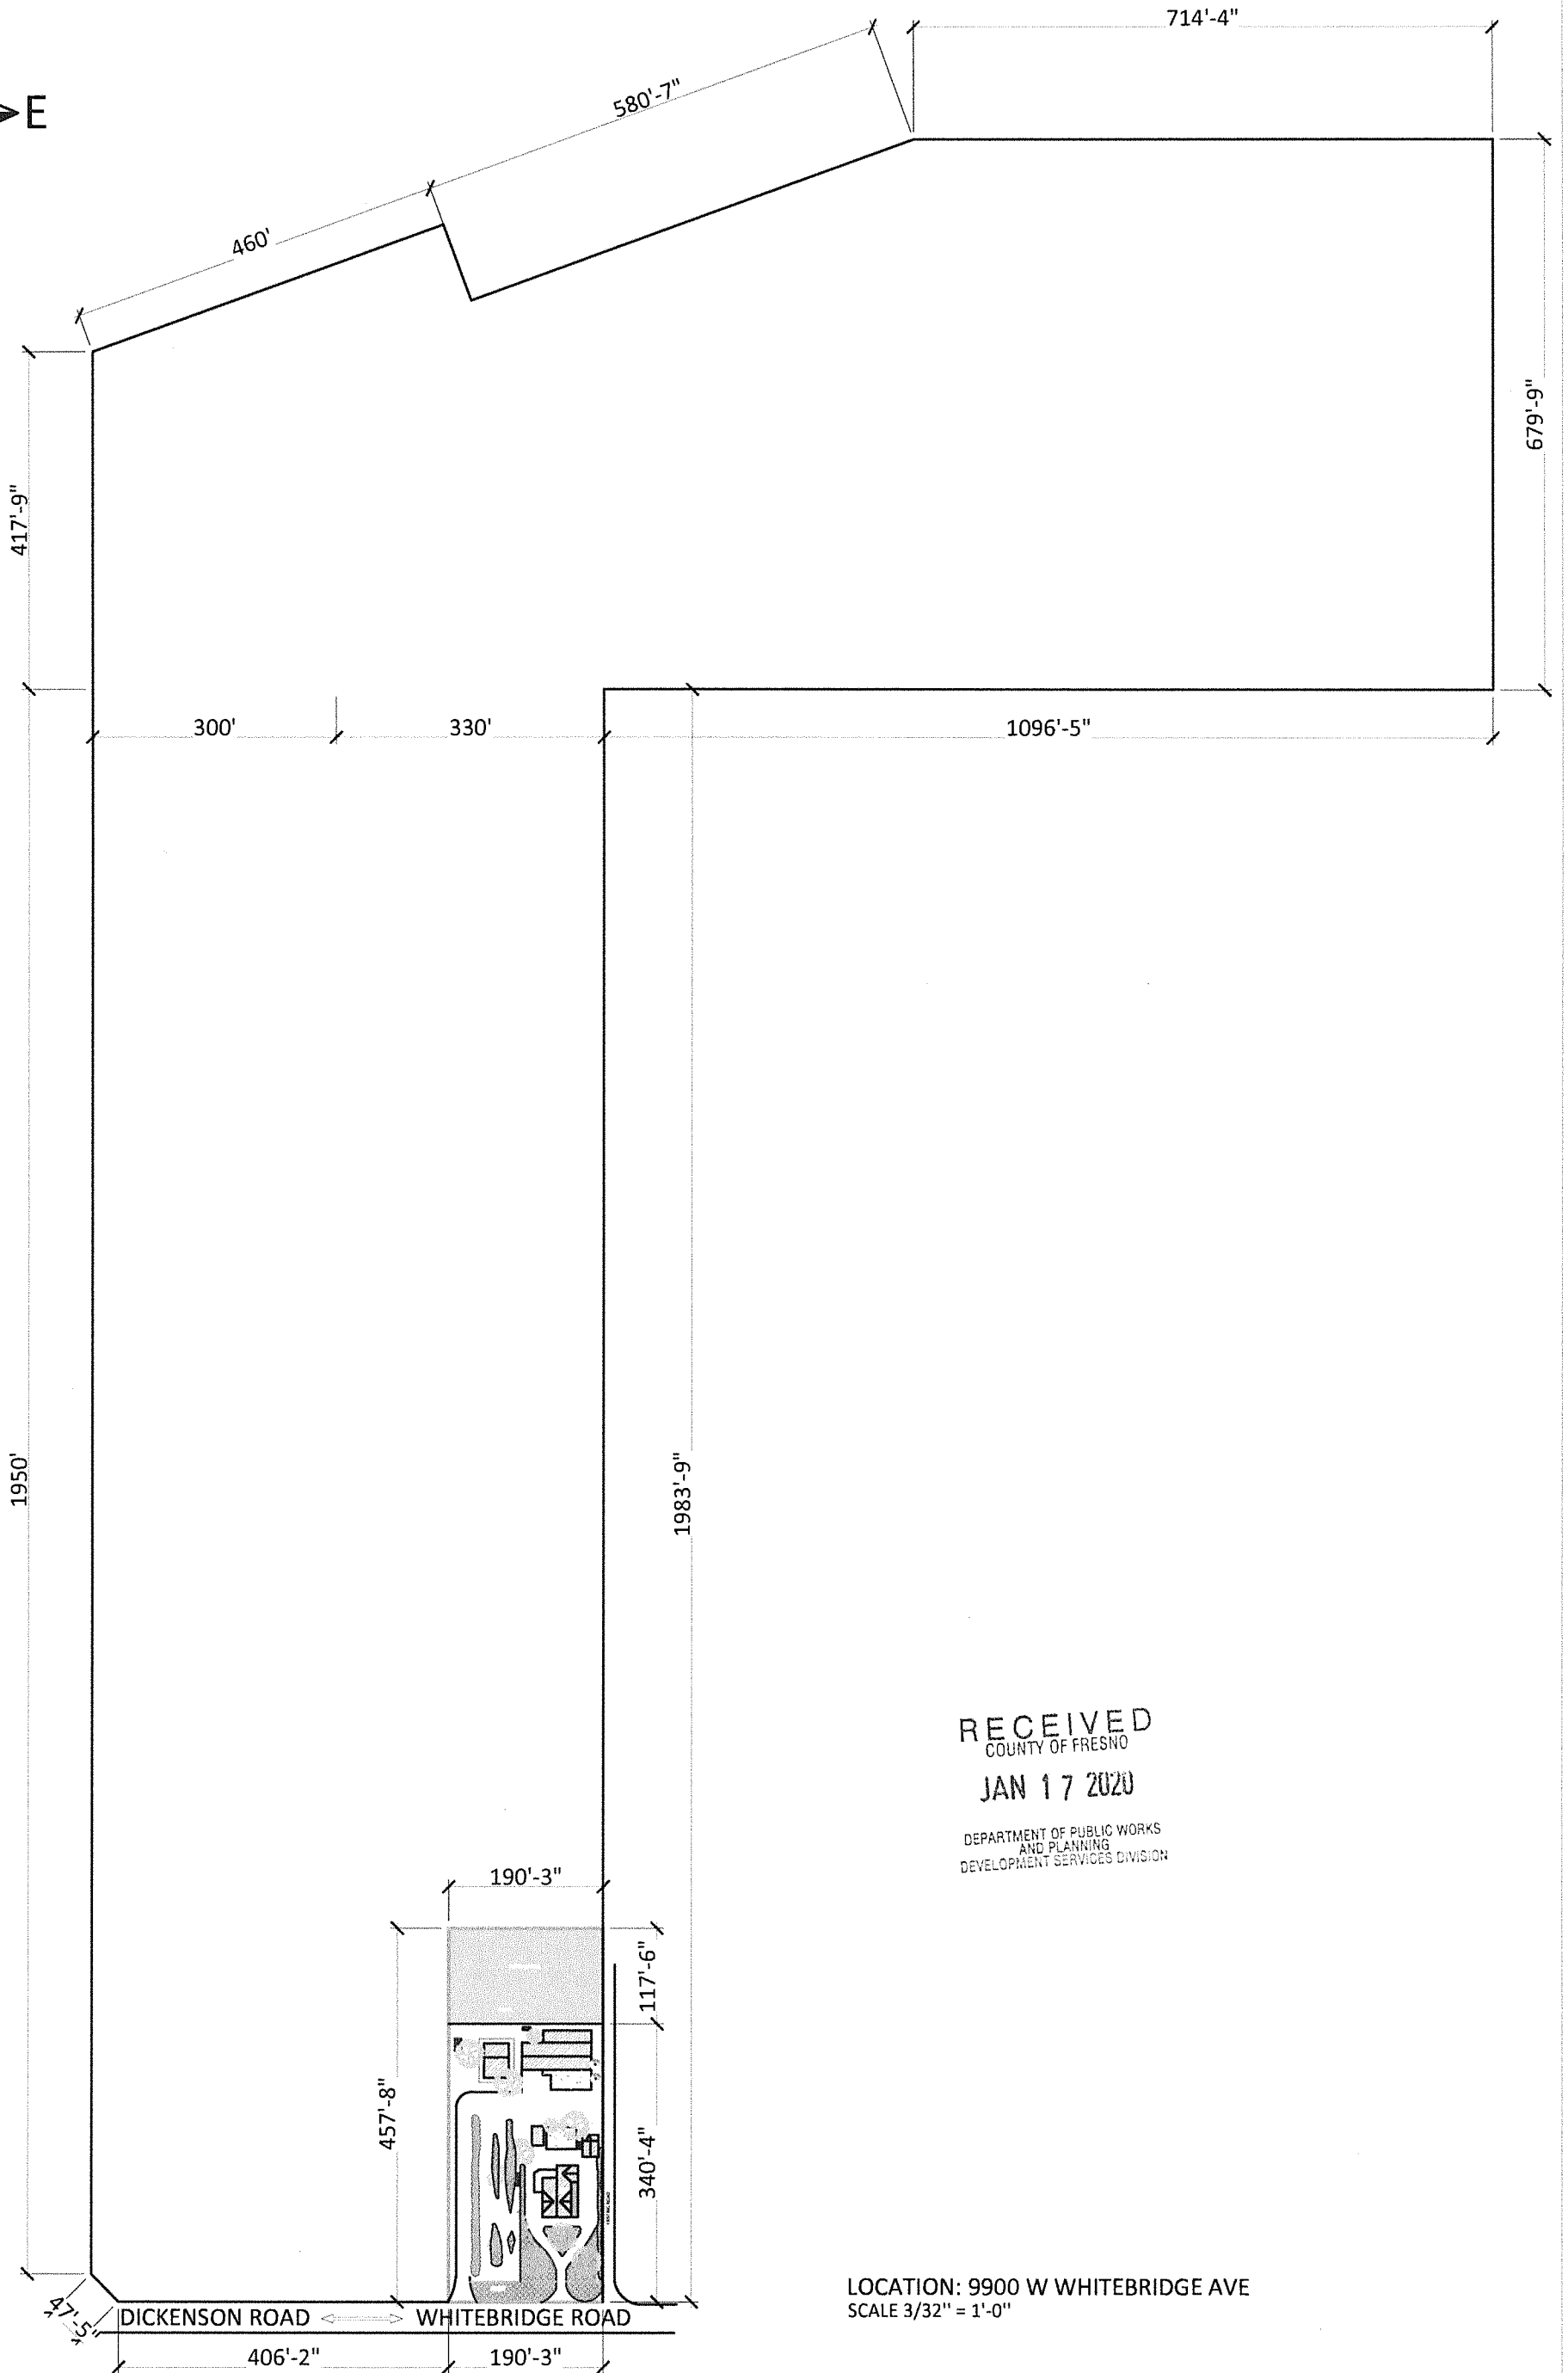 714'-4"
580'-7"
E
460'
679'-9"
417'-9"
300'
330'
1096'-5"
1950'
1983'-9"
RECEIVED
COUNTY OF FRESNO
JAN 17 2020
DEPARTMENT OF PUBLIC WORKS
AND PLANNING
DEVELOPMENT SERVICES DIVISION
190'-3"
117'-6"
457'-8"
340'-4"
LOCATION: 9900 W WHITEBRIDGE AVE
SCALE 3/32" = 1'-0"
47'-5"
DICKENSON ROAD
WHITEBRIDGE ROAD
406'-2"
190'-3"